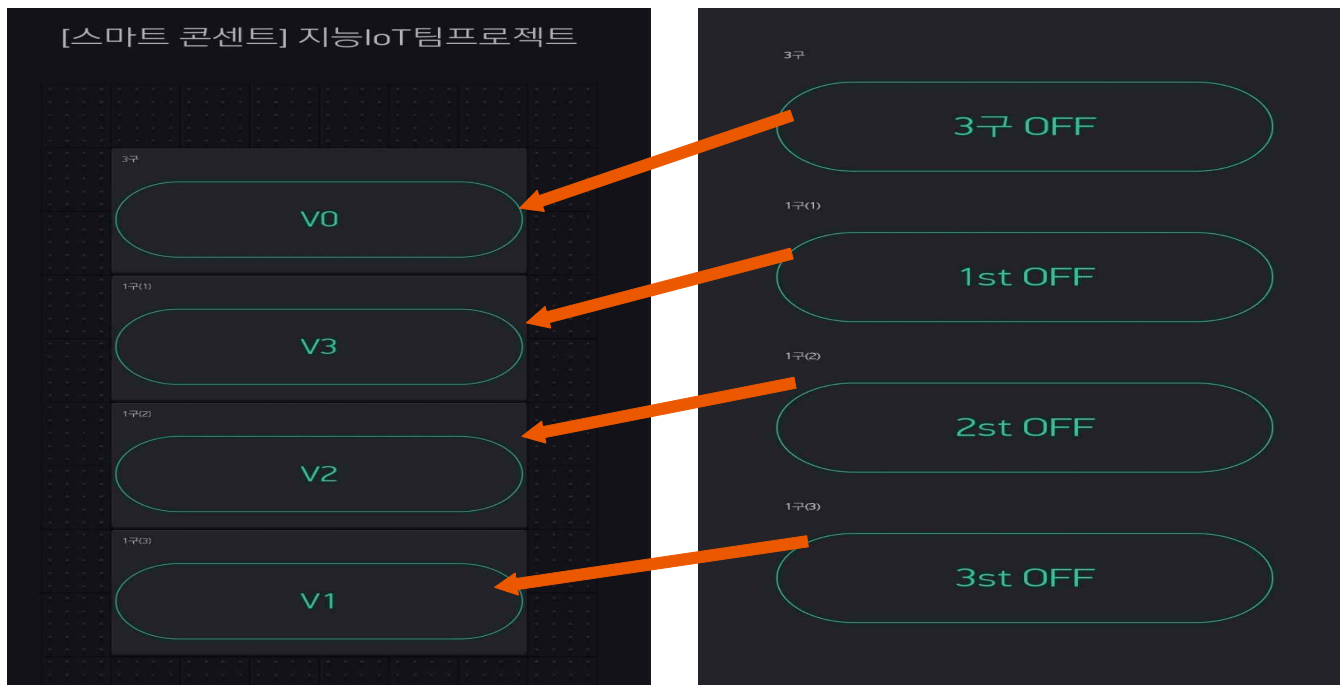 [스마트 콘센트] 지능IoT팀프로젝트
3구
V0
1구(1)
V3
1구(2)
V2
1구(3)
V1
3구
3구 OFF
1구(1)
1st OFF
1구(2)
2st OFF
1구(3)
3st OFF